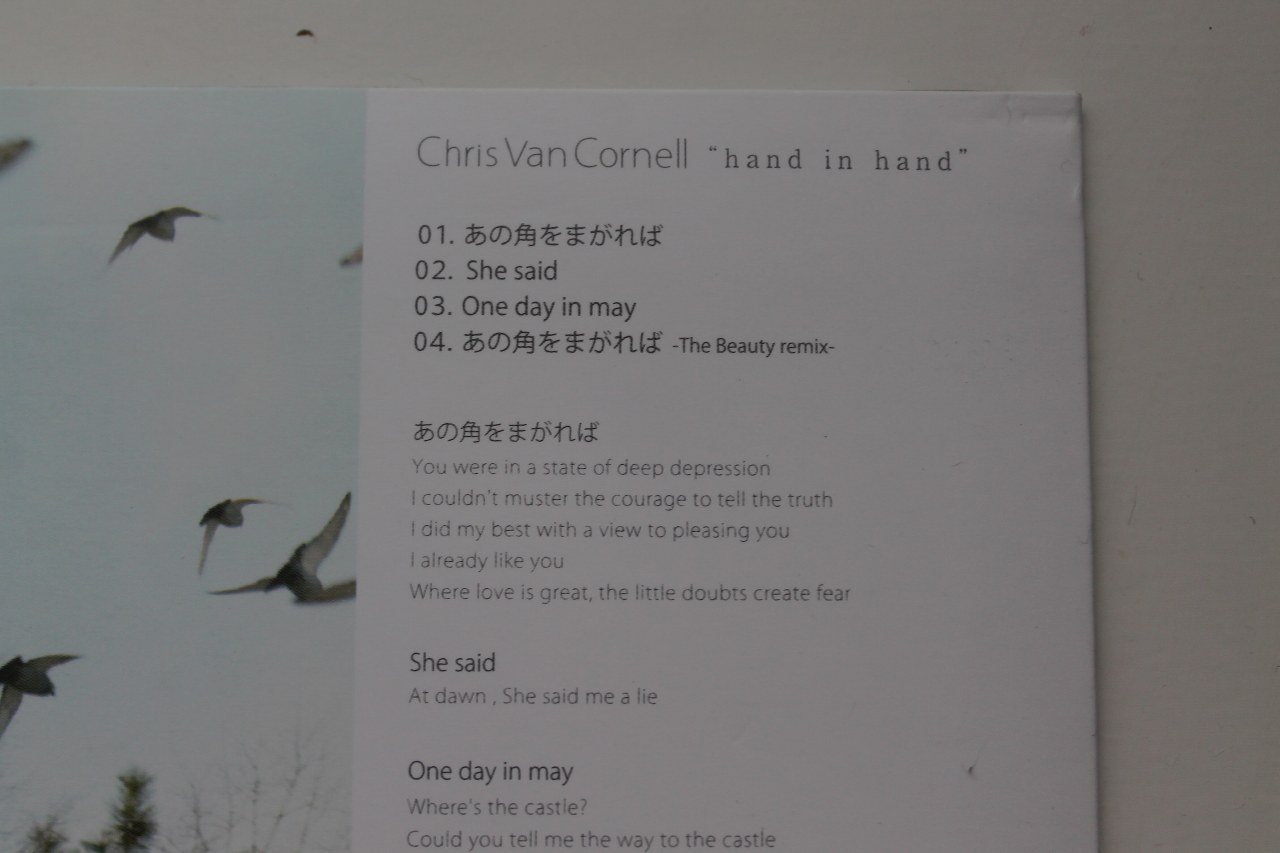 Chris Van Cornell “hand in hand”
01. あの角をまがれば
02. She said
03. One day in may
04. あの角をまがれば -The Beauty remix-
あの角をまがれば
You were in a state of deep depression
I couldn't muster the courage to tell the truth
I did my best with a view to pleasing you
I already like you
Where love is great, the little doubts create fear
She said
At dawn , She said me a lie
One day in may
Where's the castle?
Could you tell me the way to the castle